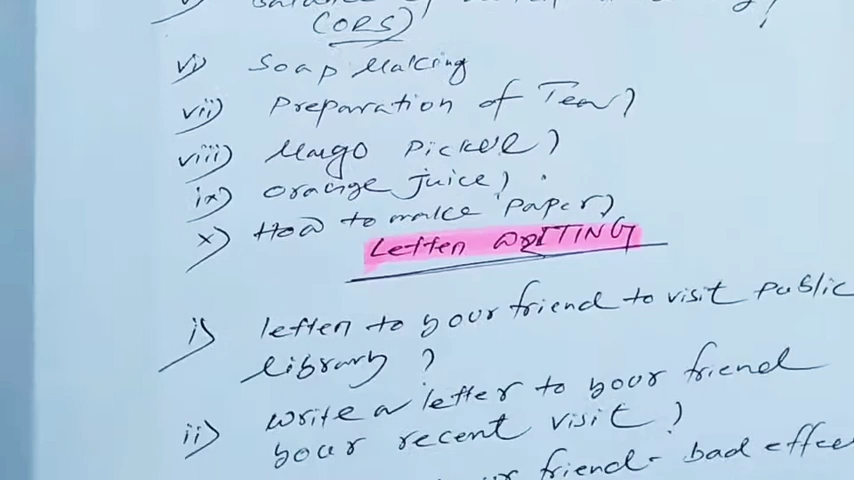 (ORS)
vi) Soap Making
vii) Preparation of Tea)
viii) Mango Pickle)
ix) Orange Juice)
x) How to make Paper)
Letter WRITING
i) letter to your friend to visit public
library ?
ii) write a letter to your friend
your recent visit ?
friend - bad